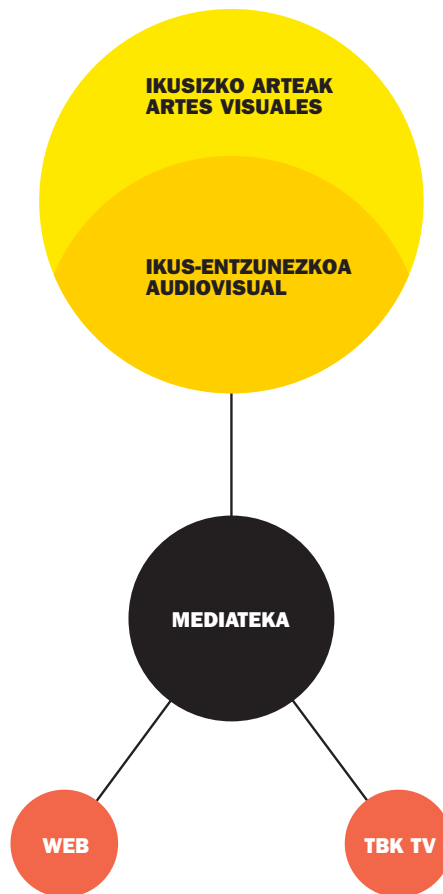 IKUSIZKO ARTEAK
ARTES VISUALES
IKUS-ENTZUNEZKOA
AUDIOVISUAL
MEDIATEKA
WEB
TBK TV